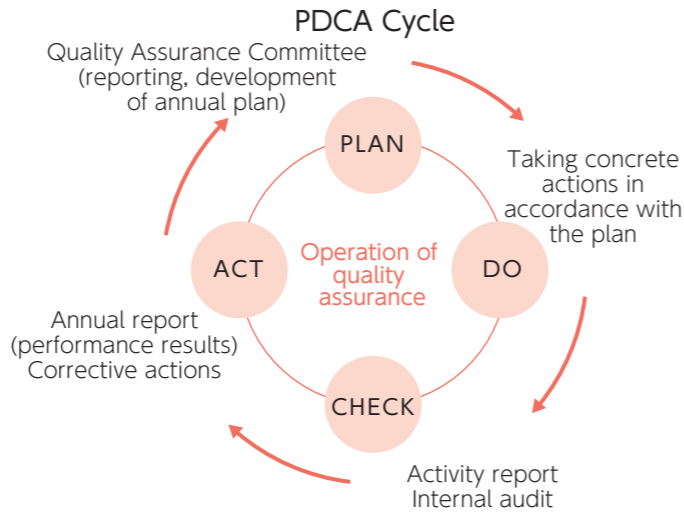 PDCA Cycle
Quality Assurance Committee
(reporting, development
of annual plan)
PLAN
Taking concrete
actions in
accordance with
the plan
ACT
Operation of
quality
assurance
DO
Annual report
(performance results)
Corrective actions
CHECK
Activity report
Internal audit